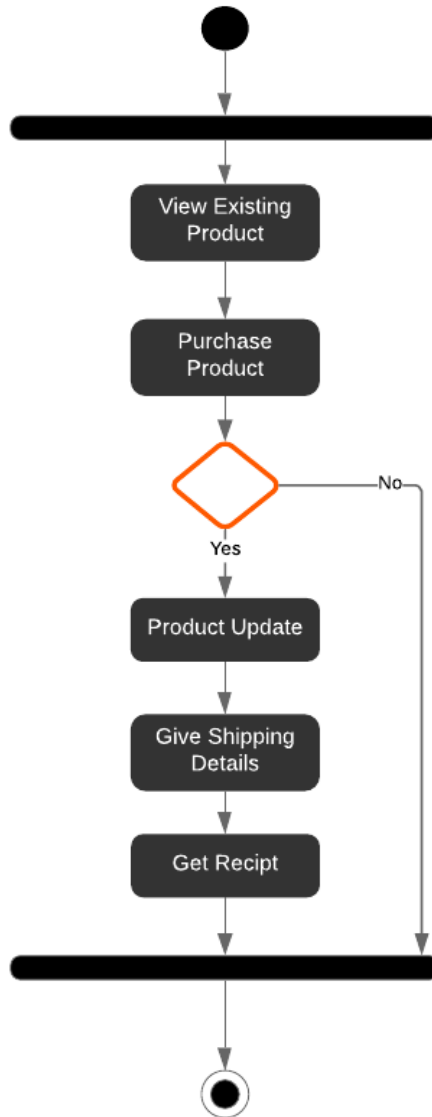 View Existing
Product
Purchase
Product
No
Yes
Product Update
Give Shipping
Details
Get Recipt